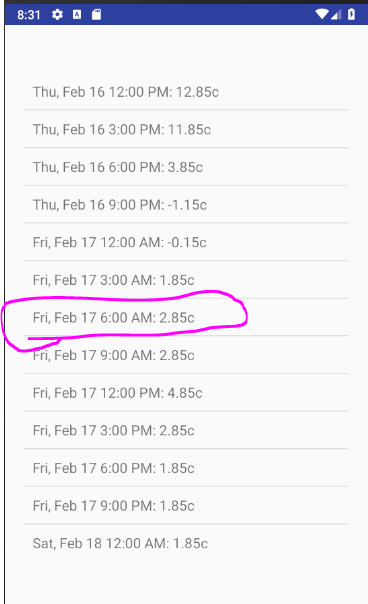 8:31
Thu, Feb 16 12:00 PM: 12.85c
Thu, Feb 16 3:00 PM: 11.85c
Thu, Feb 16 6:00 PM: 3.85c
Thu, Feb 16 9:00 PM: -1.15c
Fri, Feb 17 12:00 AM: -0.15c
Fri, Feb 17 3:00 AM: 1.85c
Fri, Feb 17 6:00 AM: 2.85c
Fri, Feb 17 9:00 AM: 2.85c
Fri, Feb 17 12:00 PM: 4.85c
Fri, Feb 17 3:00 PM: 2.85c
Fri, Feb 17 6:00 PM: 1.85c
Fri, Feb 17 9:00 PM: 1.85c
Sat, Feb 18 12:00 AM: 1.85c